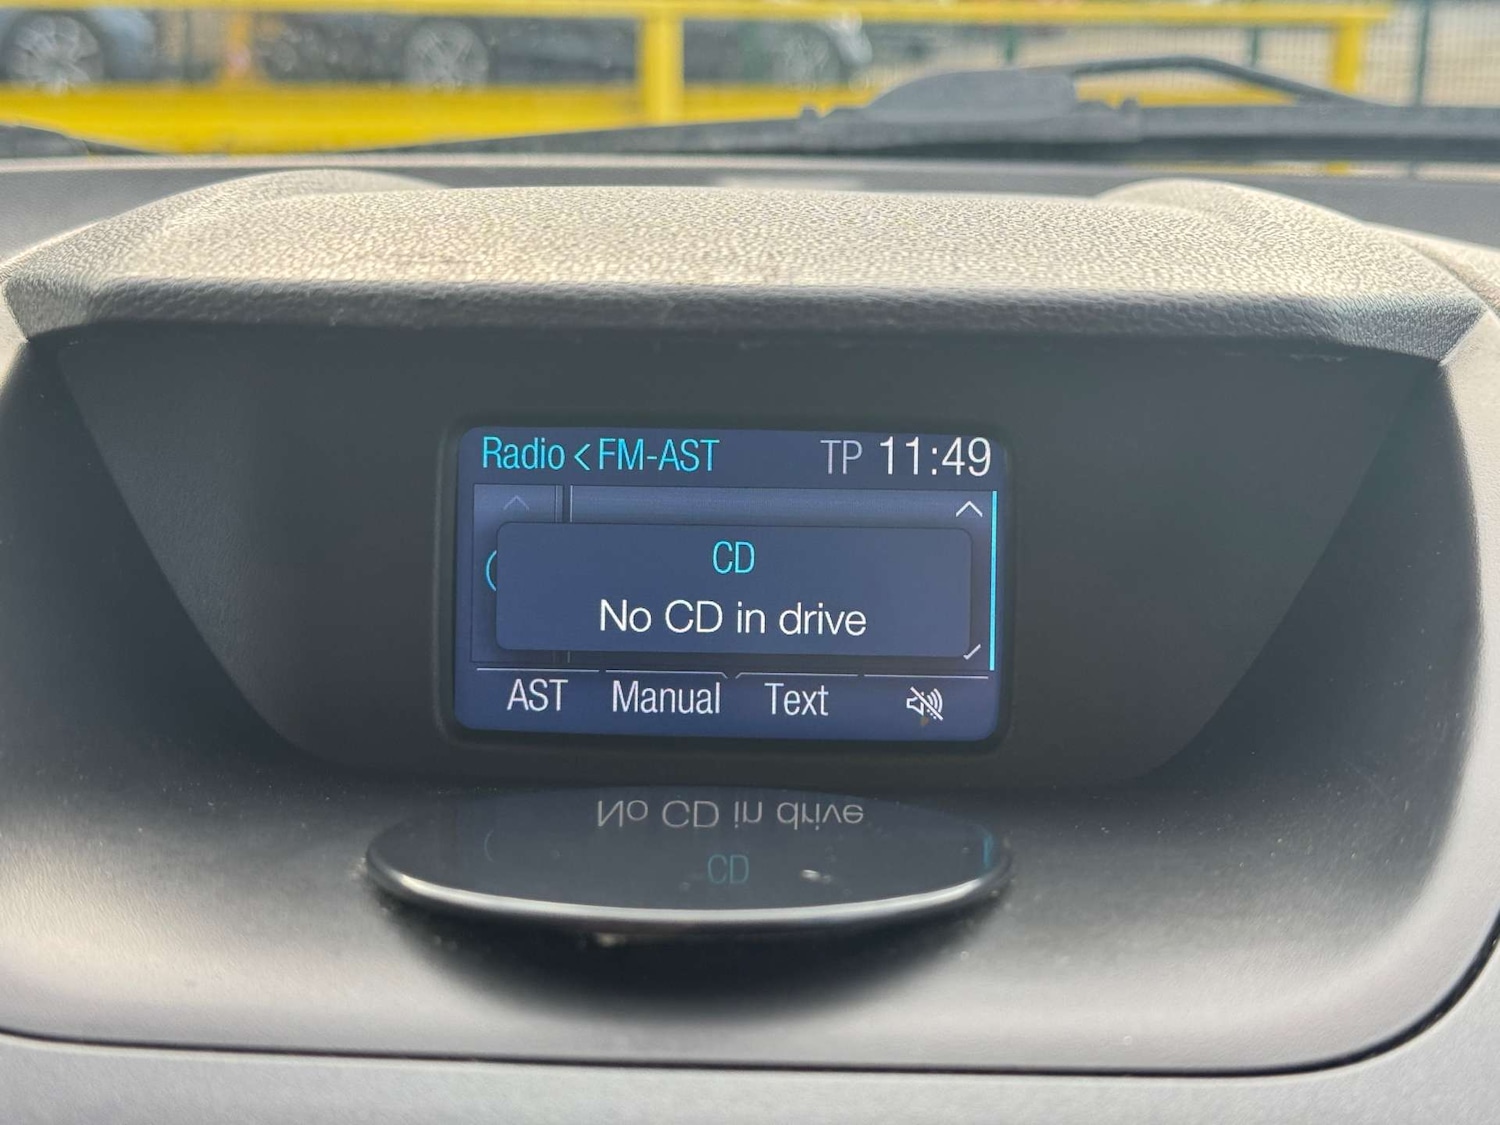 Radio < FM-AST TP 11:49
CD
No CD in drive
AST Manual Text
No CD in drive
CD